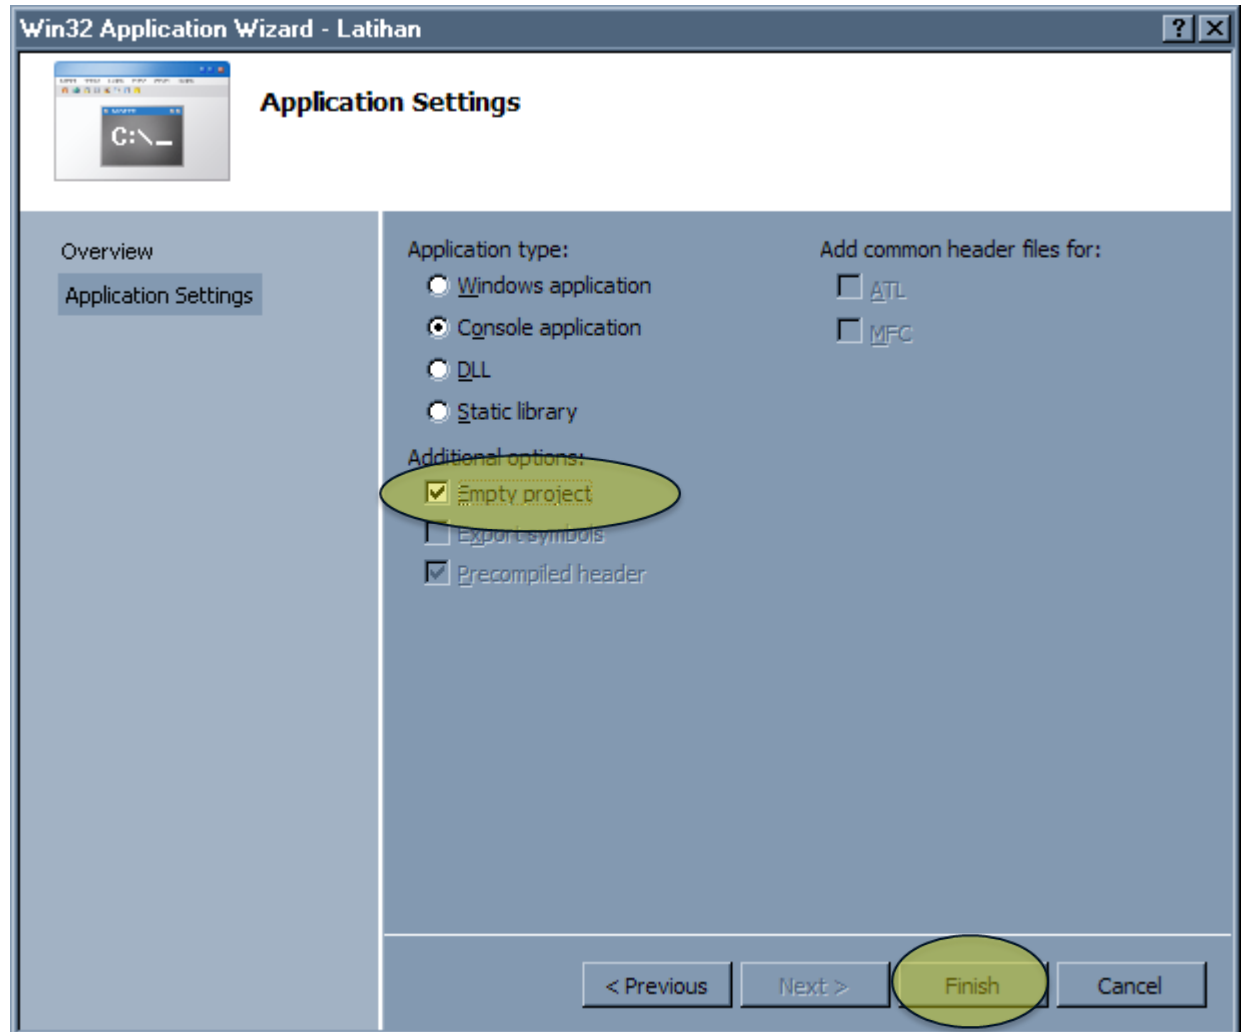 Win32 Application Wizard - Latihan
C:\_
Application Settings
Overview
Application Settings
Application type:
Windows application
Console application
DLL
Static library
Additional options:
Empty project
Export symbols
Precompiled header
Add common header files for:
ATL
MFC
< Previous
Next >
Finish
Cancel